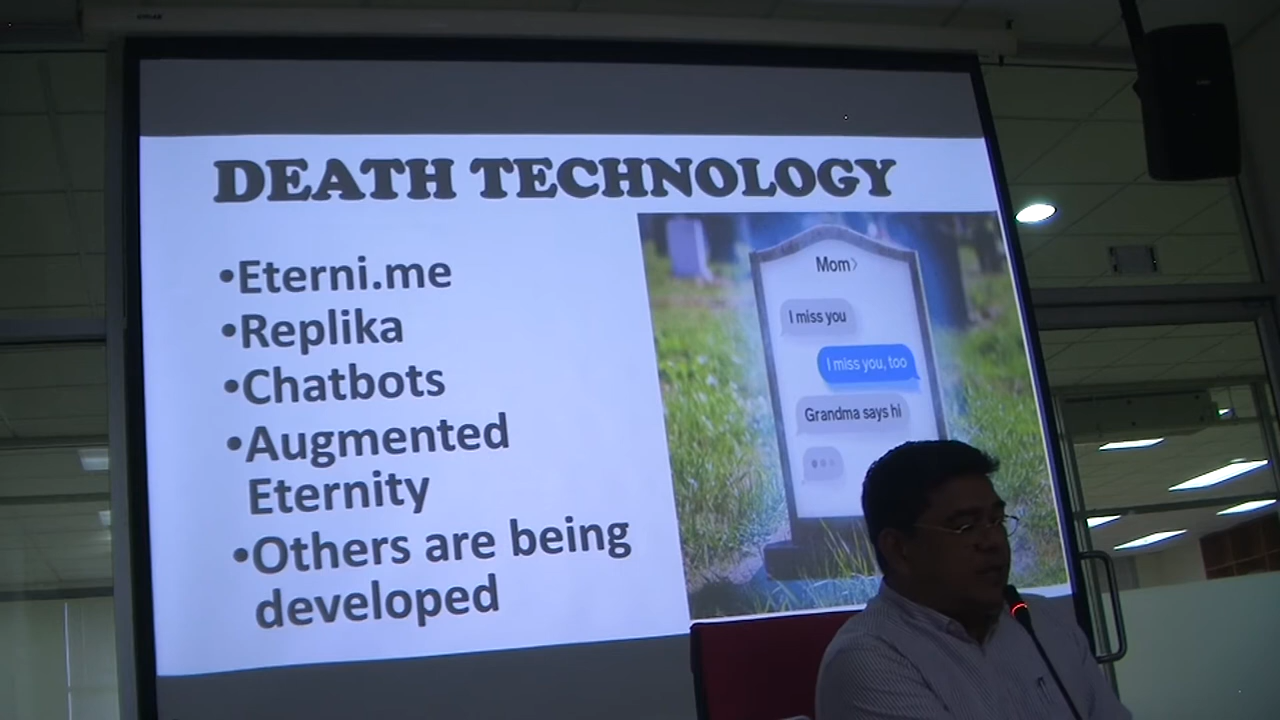 DEATH TECHNOLOGY
•Eterni.me
•Replika
•Chatbots
•Augmented
Eternity
•Others are being
developed
Mom>
I miss you
I miss you, too
Grandma says hi